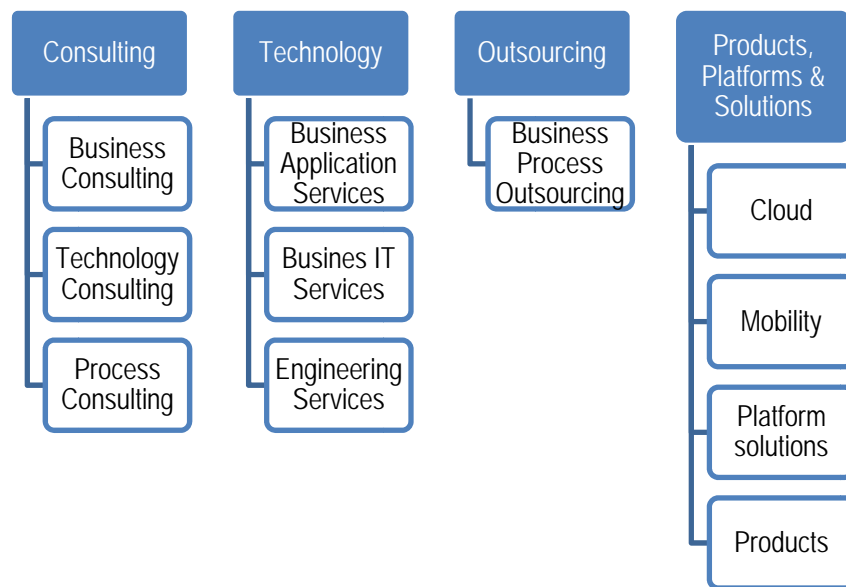 Consulting
Business
Consulting
Technology
Consulting
Process
Consulting
Technology
Business
Application
Services
Busines IT
Services
Engineering
Services
Outsourcing
Business
Process
Outsourcing
Products,
Platforms &
Solutions
Cloud
Mobility
Platform
solutions
Products